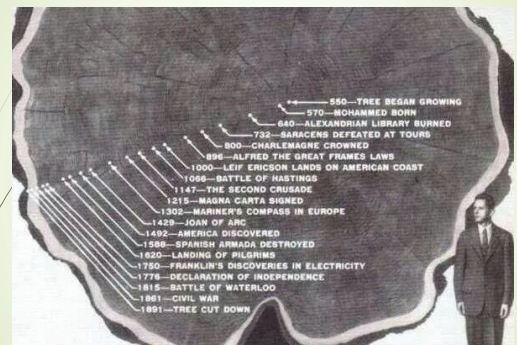 550—TREE BEGAN GROWING
570—MOHAMMED BORN
640—ALEXANDRIAN LIBRARY BURNED
732—SARACENS DEFEATED AT TOURS
800—CHARLEMAGNE CROWNED
896—ALFRED THE GREAT FRAMES LAWS
1000—LEIF ERICSON LANDS ON AMERICAN COAST
1066—BATTLE OF HASTINGS
1147—THE SECOND CRUSADE
1215—MAGNA CARTA SIGNED
1302—MARINER'S COMPASS IN EUROPE
1429—JOAN OF ARC
1492—AMERICA DISCOVERED
1588—SPANISH ARMADA DESTROYED
1620—LANDING OF PILGRIMS
1750—FRANKLIN'S DISCOVERIES IN ELECTRICITY
1776—DECLARATION OF INDEPENDENCE
1815—BATTLE OF WATERLOO
1861—CIVIL WAR
1891—TREE CUT DOWN